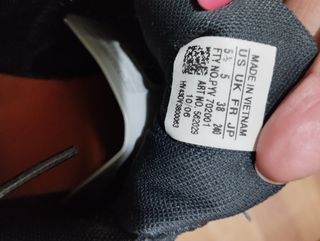 MADE IN VIETNAM
US UK FR JP
5½ 5 38 240
FTY NO.PYV 702001
ART NO. 562029
10/06